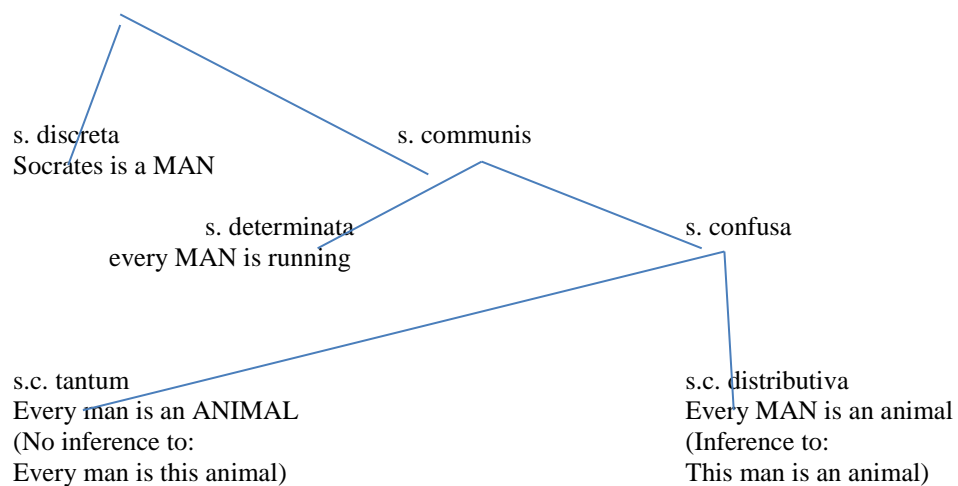 s. discreta
Socrates is a MAN
s. communis
s. determinata
every MAN is running
s. confusa
s.c. tantum
Every man is an ANIMAL
(No inference to:
Every man is this animal)
s.c. distributiva
Every MAN is an animal
(Inference to:
This man is an animal)